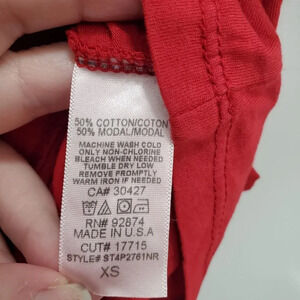 50% COTTON/COTON
50% MODAL/MODAL
MACHINE WASH COLD
ONLY NON-CHLORINE
BLEACH WHEN NEEDED
TUMBLE DRY LOW
REMOVE PROMPTLY
WARM IRON IF NEEDED
CA# 30427
RN# 92874
MADE IN U.S.A
CUT# 17715
STYLE# ST4P2761NR
XS